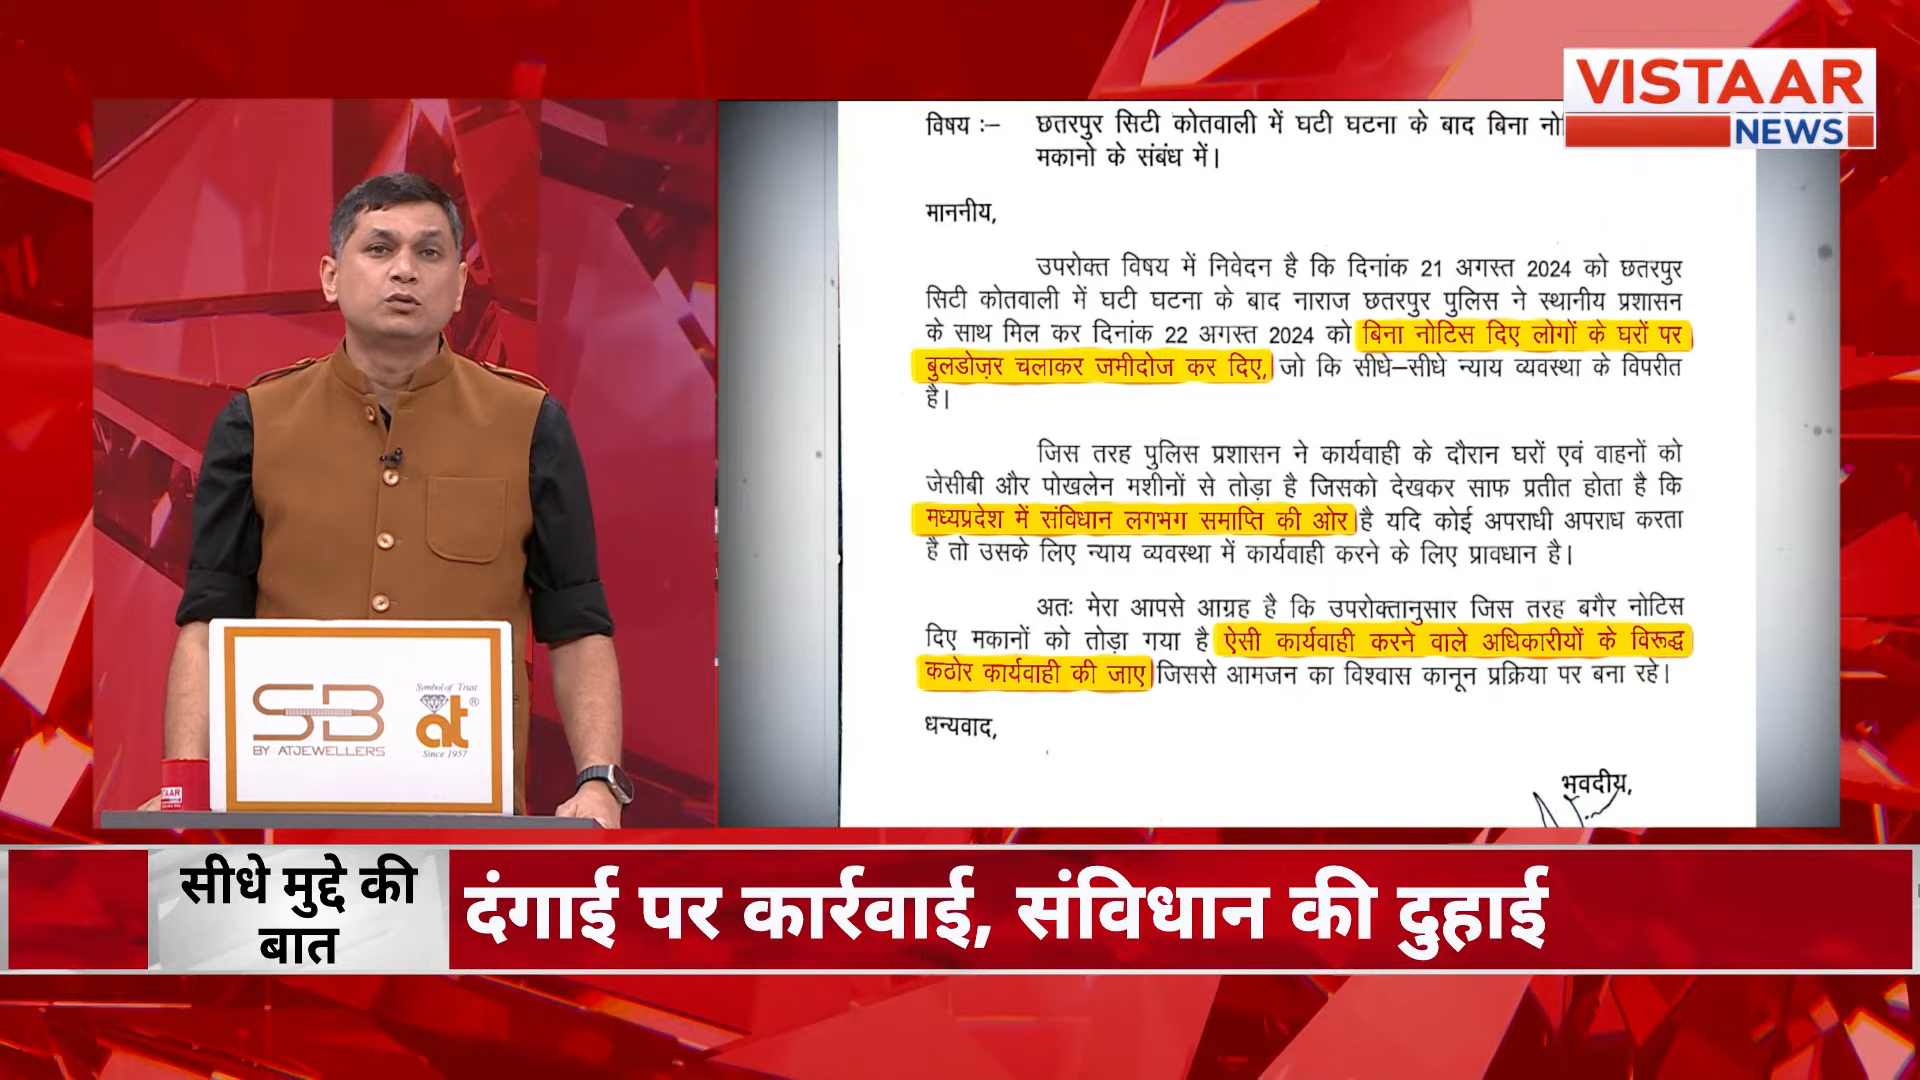 VISTAAR
NEWS
विषय :–   छतरपुर सिटी कोतवाली में घटी घटना के बाद बिना
मकानो के संबंध में।
माननीय,
उपरोक्त विषय में निवेदन है कि दिनांक 21 अगस्त 2024 को छतरपुर
सिटी कोतवाली में घटी घटना के बाद नाराज छतरपुर पुलिस ने स्थानीय प्रशासन
के साथ मिल कर दिनांक 22 अगस्त 2024 को बिना नोटिस दिए लोगों के घरों पर
बुलडोज़र चलाकर जमीदोज कर दिए, जो कि सीधे–सीधे न्याय व्यवस्था के विपरीत
है।
जिस तरह पुलिस प्रशासन ने कार्यवाही के दौरान घरों एवं वाहनों को
जेसीबी और पोखलेन मशीनों से तोड़ा है जिसको देखकर साफ प्रतीत होता है कि
मध्यप्रदेश में संविधान लगभग समाप्ति की ओर है यदि कोई अपराधी अपराध करता
है तो उसके लिए न्याय व्यवस्था में कार्यवाही करने के लिए प्रावधान है।
अतः मेरा आपसे आग्रह है कि उपरोक्तानुसार जिस तरह बगैर नोटिस
दिए मकानों को तोड़ा गया है ऐसी कार्यवाही करने वाले अधिकारीयों के विरूद्ध
कठोर कार्यवाही की जाए जिससे आमजन का विश्वास कानून प्रक्रिया पर बना रहे।
धन्यवाद,
भवदीय,
SB
BY ATJEWELLERS
Symbol of Trust
at®
Since 1957
सीधे मुद्दे की
बात
दंगाई पर कार्रवाई, संविधान की दुहाई